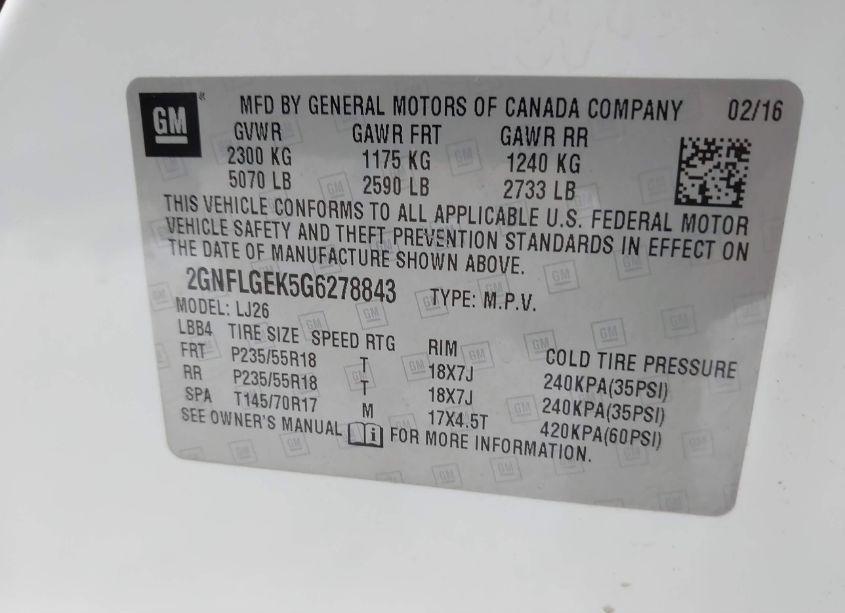 GM ® MFD BY GENERAL MOTORS OF CANADA COMPANY 02/16
GVWR GAWR FRT GAWR RR
2300 KG 1175 KG 1240 KG
5070 LB 2590 LB 2733 LB
THIS VEHICLE CONFORMS TO ALL APPLICABLE U.S. FEDERAL MOTOR
VEHICLE SAFETY AND THEFT PREVENTION STANDARDS IN EFFECT ON
THE DATE OF MANUFACTURE SHOWN ABOVE.
2GNFLGEK5G6278843 TYPE: M.P.V.
MODEL: LJ26
LBB4 TIRE SIZE SPEED RTG RIM COLD TIRE PRESSURE
FRT P235/55R18 T 18X7J 240KPA(35PSI)
RR P235/55R18 T 18X7J 240KPA(35PSI)
SPA T145/70R17 M 17X4.5T 420KPA(60PSI)
SEE OWNER'S MANUAL i FOR MORE INFORMATION.